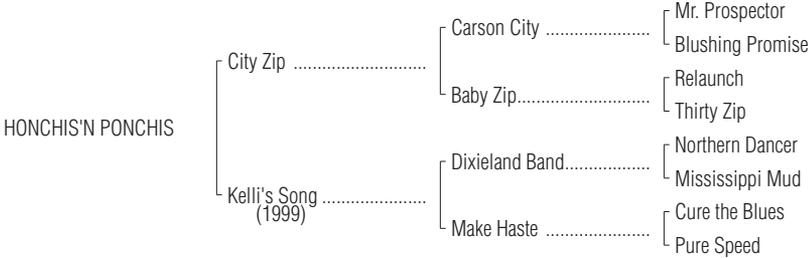 Mr. Prospector
Carson City ......................
Blushing Promise
City Zip ............................
Relaunch
Baby Zip............................
Thirty Zip
HONCHIS'N PONCHIS
Northern Dancer
Dixieland Band..................
Mississippi Mud
Kelli's Song ......................
(1999)
Cure the Blues
Make Haste ......................
Pure Speed